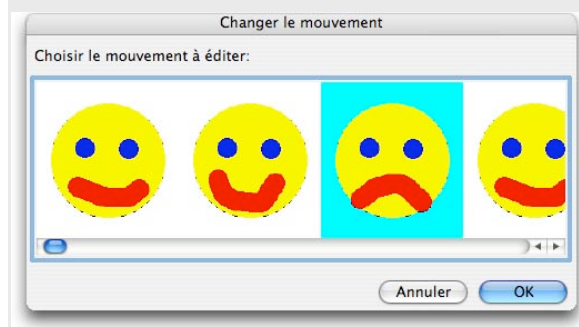 Changer le mouvement
Choisir le mouvement à éditer:
Annuler
OK